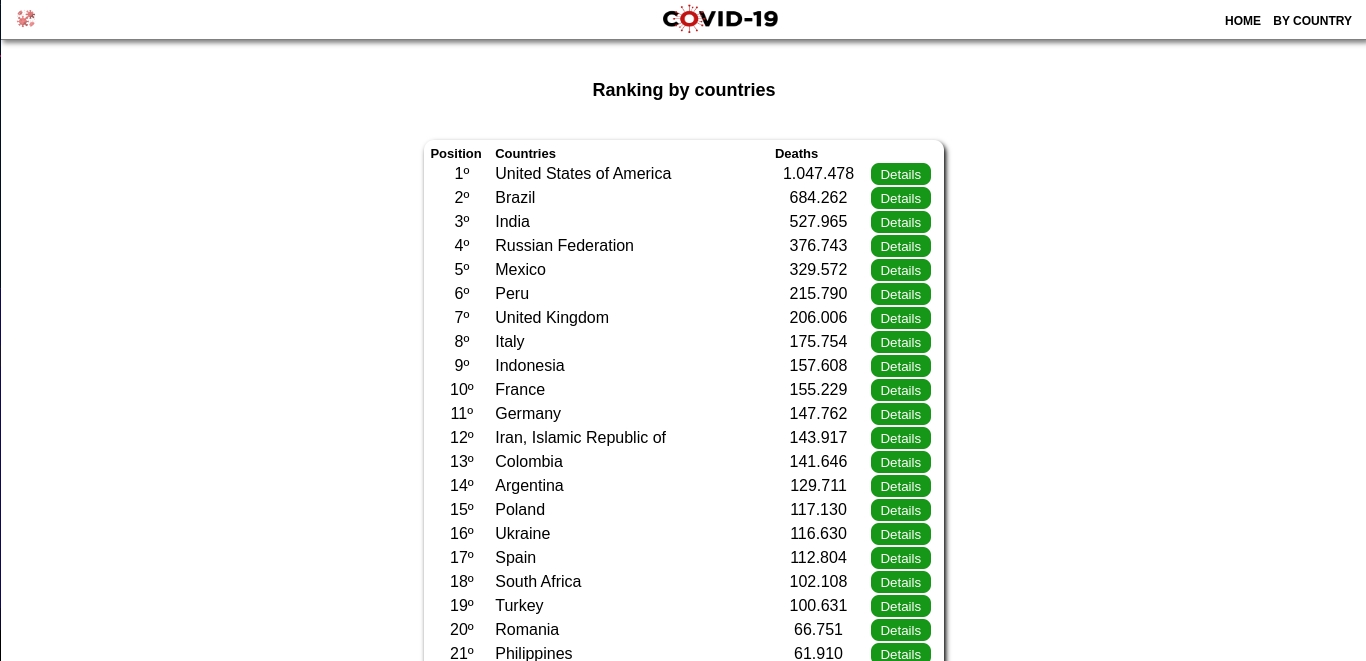 COVID-19
HOME BY COUNTRY
Ranking by countries
Position Countries Deaths
1º United States of America 1.047.478 Details
2º Brazil 684.262 Details
3º India 527.965 Details
4º Russian Federation 376.743 Details
5º Mexico 329.572 Details
6º Peru 215.790 Details
7º United Kingdom 206.006 Details
8º Italy 175.754 Details
9º Indonesia 157.608 Details
10º France 155.229 Details
11º Germany 147.762 Details
12º Iran, Islamic Republic of 143.917 Details
13º Colombia 141.646 Details
14º Argentina 129.711 Details
15º Poland 117.130 Details
16º Ukraine 116.630 Details
17º Spain 112.804 Details
18º South Africa 102.108 Details
19º Turkey 100.631 Details
20º Romania 66.751 Details
21º Philippines 61.910 Details